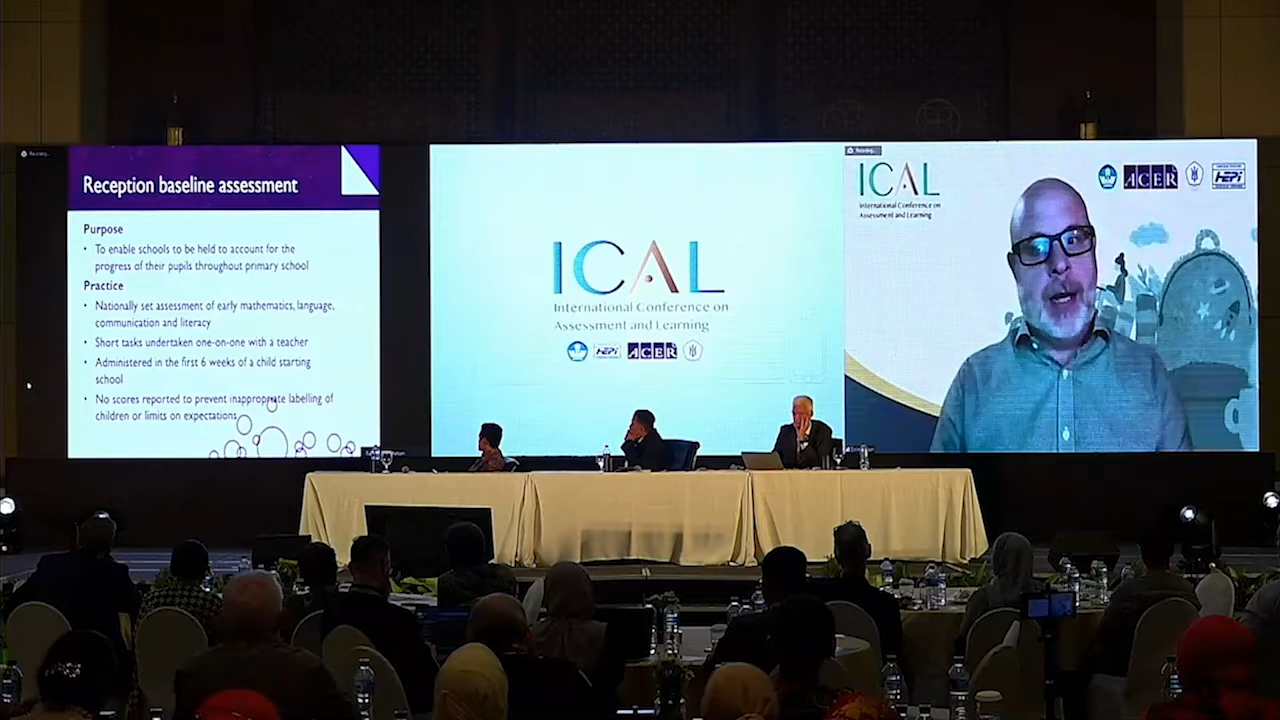 Recording...
Reception baseline assessment
Purpose
• To enable schools to be held to account for the
progress of their pupils throughout primary school
Practice
• Nationally set assessment of early mathematics, language,
communication and literacy
• Short tasks undertaken one-on-one with a teacher
• Administered in the first 6 weeks of a child starting
school
• No scores reported to prevent inappropriate labelling of
children or limits on expectations
ICAL
International Conference on
Assessment and Learning
HEPI
ACER
Recording...
ICAL
International Conference on
Assessment and Learning
ACER
HEPI